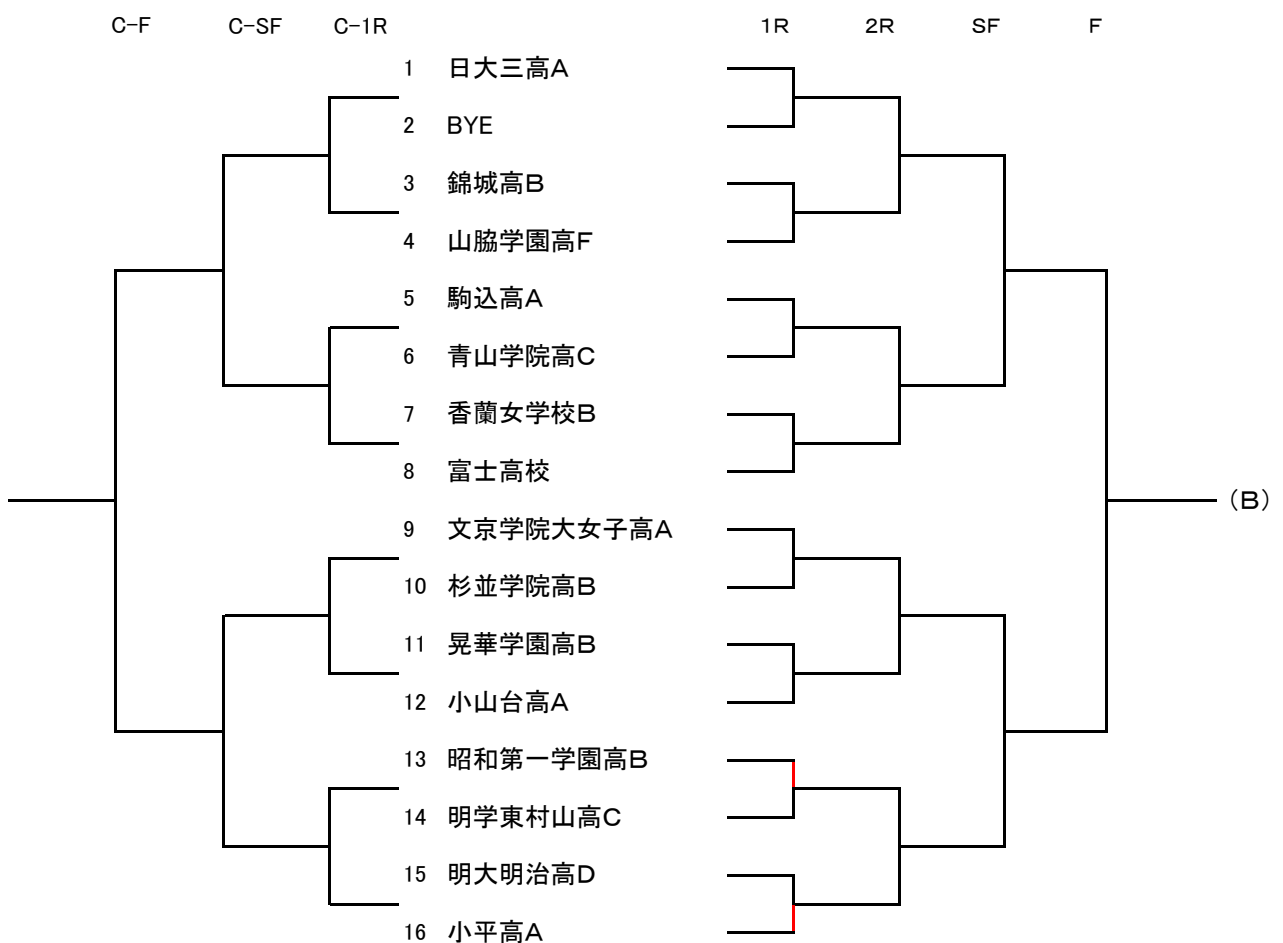 C-F C-SF C-1R 1R 2R SF F
1 日大三高A
2 BYE
3 錦城高B
4 山脇学園高F
5 駒込高A
6 青山学院高C
7 香蘭女学校B
8 富士高校
(B)
9 文京学院大女子高A
10 杉並学院高B
11 晃華学園高B
12 小山台高A
13 昭和第一学園高B
14 明学東村山高C
15 明大明治高D
16 小平高A